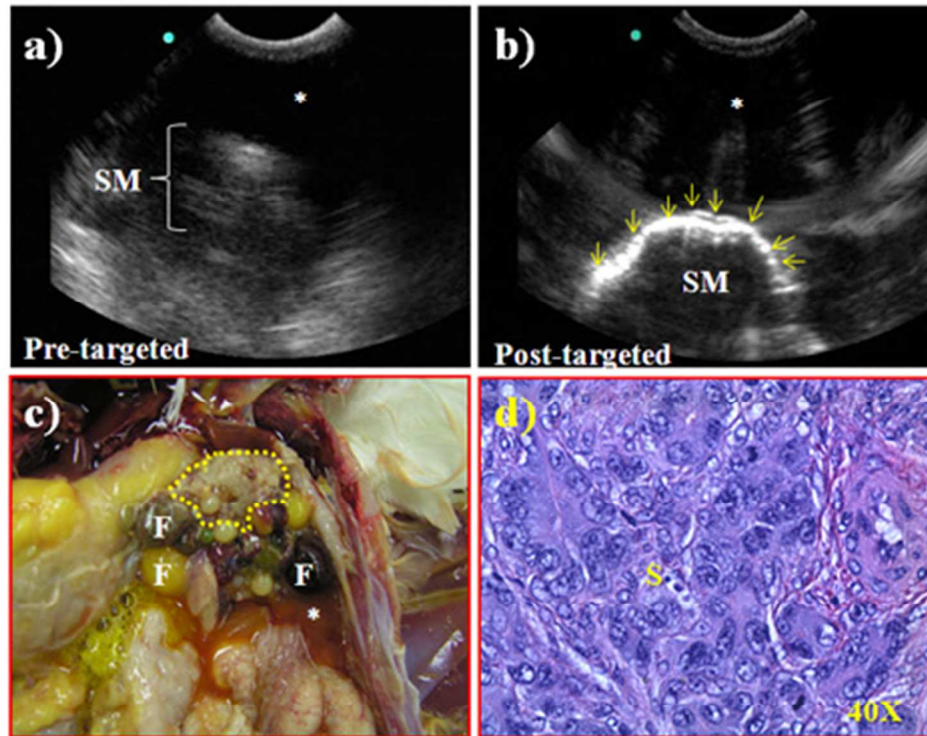 a)
*
SM
Pre-targeted
b)
*
SM
Post-targeted
c)
F
F
F
*
d)
S
40X